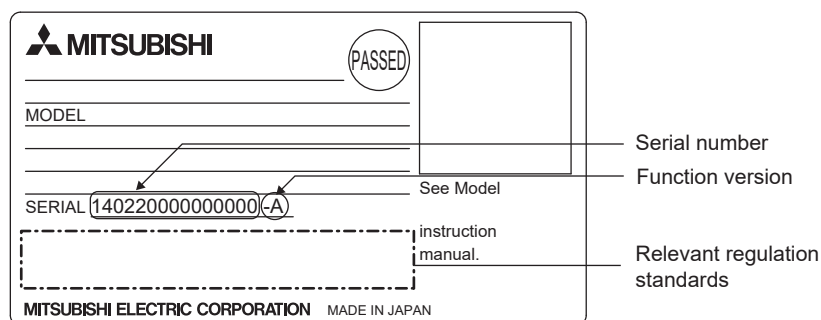 MITSUBISHI
PASSED
MODEL
Serial number
Function version
See Model
SERIAL 140220000000000 -A
instruction
manual.
Relevant regulation
standards
MITSUBISHI ELECTRIC CORPORATION MADE IN JAPAN